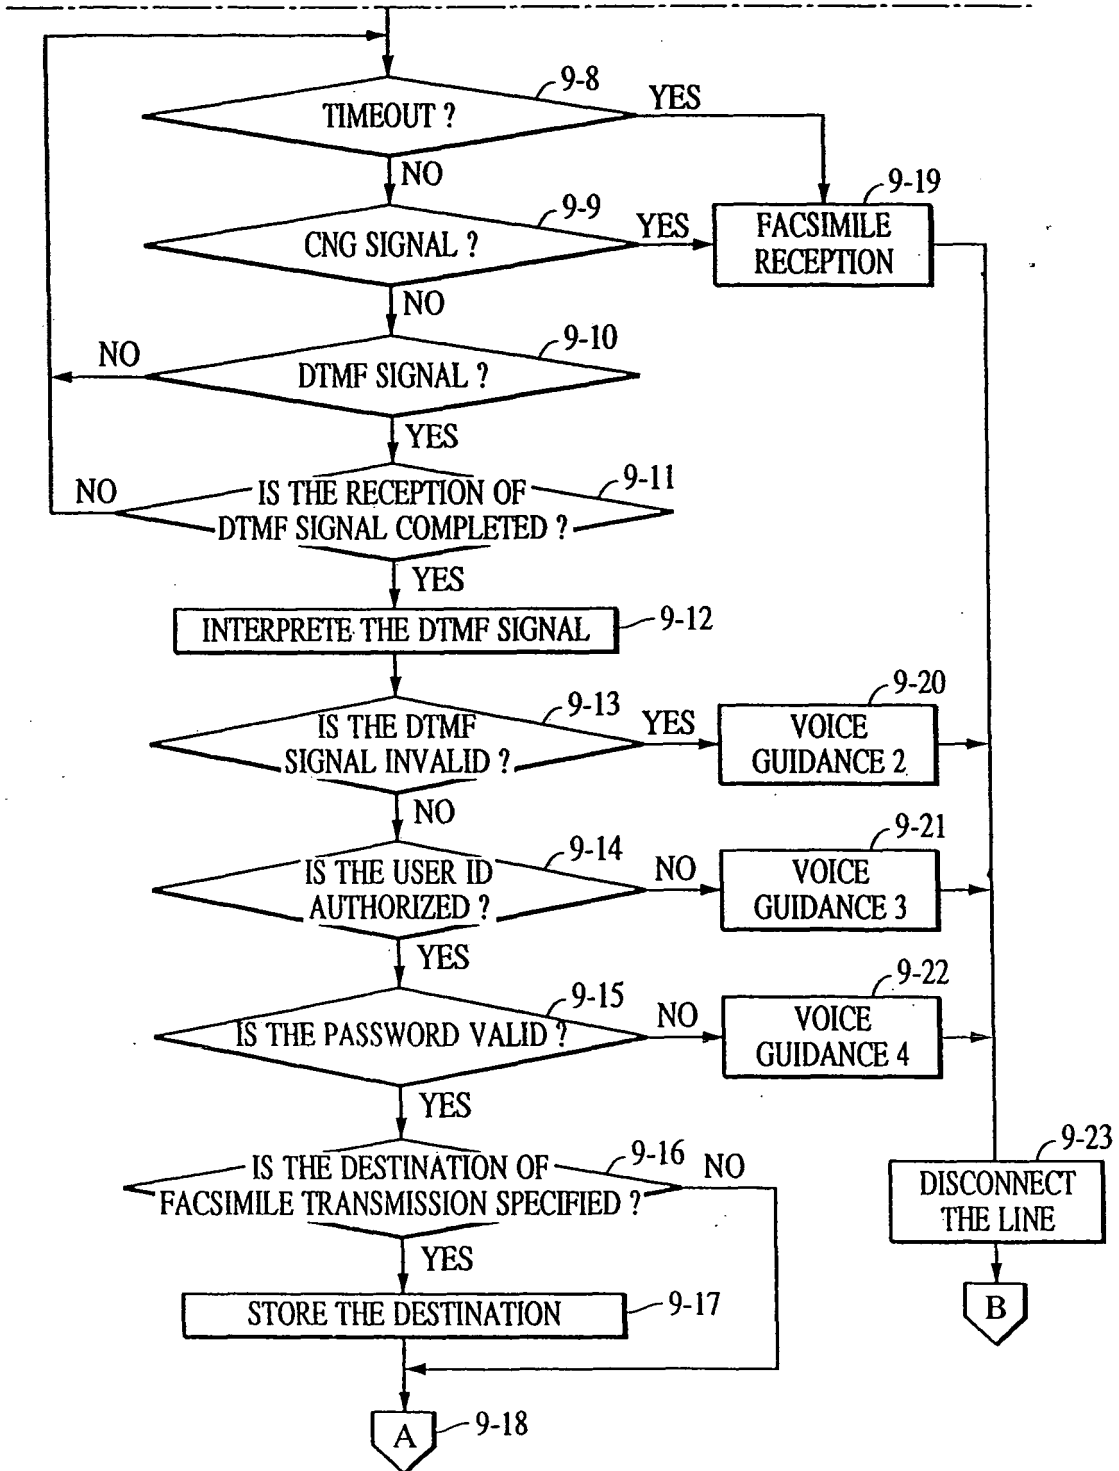 9-8
TIMEOUT ?
YES
NO
9-19
9-9
CNG SIGNAL ?
YES
FACSIMILE
RECEPTION
NO
9-10
NO
DTMF SIGNAL ?
YES
9-11
NO
IS THE RECEPTION OF
DTMF SIGNAL COMPLETED ?
YES
INTERPRETE THE DTMF SIGNAL
9-12
9-20
9-13
IS THE DTMF
SIGNAL INVALID ?
YES
VOICE
GUIDANCE 2
NO
9-21
9-14
IS THE USER ID
AUTHORIZED ?
NO
VOICE
GUIDANCE 3
YES
9-22
9-15
IS THE PASSWORD VALID ?
NO
VOICE
GUIDANCE 4
YES
9-23
9-16
IS THE DESTINATION OF
FACSIMILE TRANSMISSION SPECIFIED ?
NO
DISCONNECT
THE LINE
YES
B
STORE THE DESTINATION
9-17
A
9-18